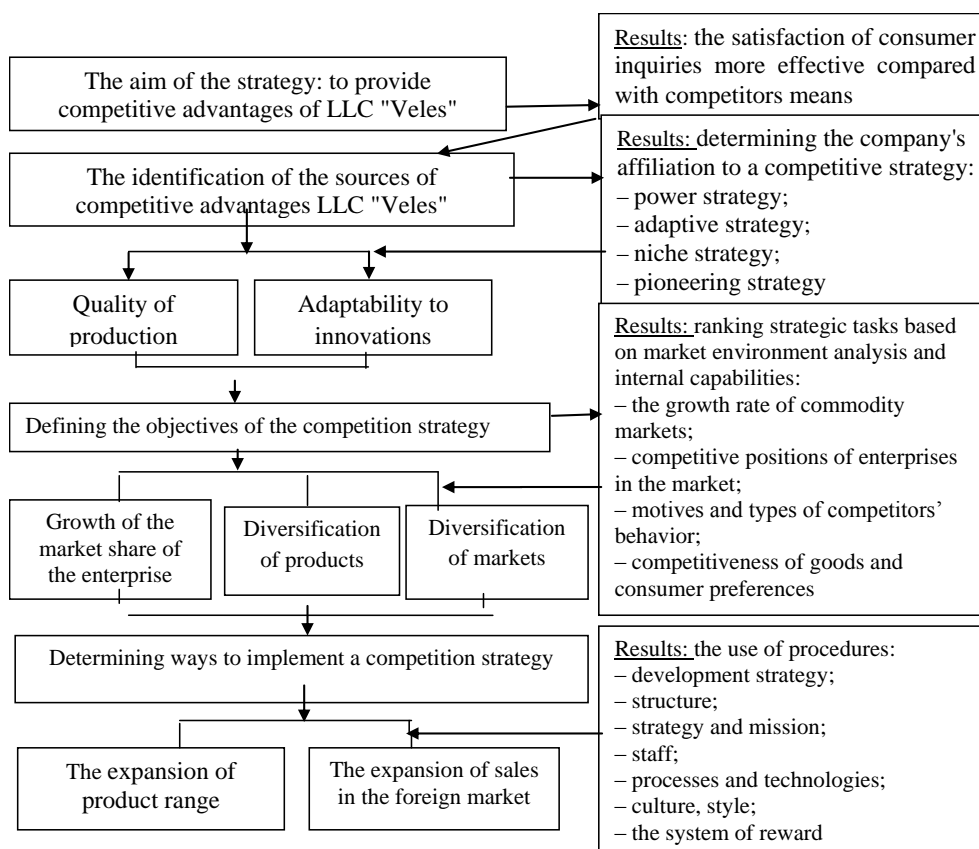 The aim of the strategy: to provide
competitive advantages of LLC "Veles"
Results: the satisfaction of consumer
inquiries more effective compared
with competitors means
The identification of the sources of
competitive advantages LLC "Veles"
Results: determining the company's
affiliation to a competitive strategy:
– power strategy;
– adaptive strategy;
– niche strategy;
– pioneering strategy
Quality of
production
Adaptability to
innovations
Results: ranking strategic tasks based
on market environment analysis and
internal capabilities:
– the growth rate of commodity
markets;
– competitive positions of enterprises
in the market;
– motives and types of competitors’
behavior;
– competitiveness of goods and
consumer preferences
Defining the objectives of the competition strategy
Growth of the
market share of
the enterprise
Diversification
of products
Diversification
of markets
Determining ways to implement a competition strategy
Results: the use of procedures:
– development strategy;
– structure;
– strategy and mission;
– staff;
– processes and technologies;
– culture, style;
– the system of reward
The expansion of
product range
The expansion of sales
in the foreign market